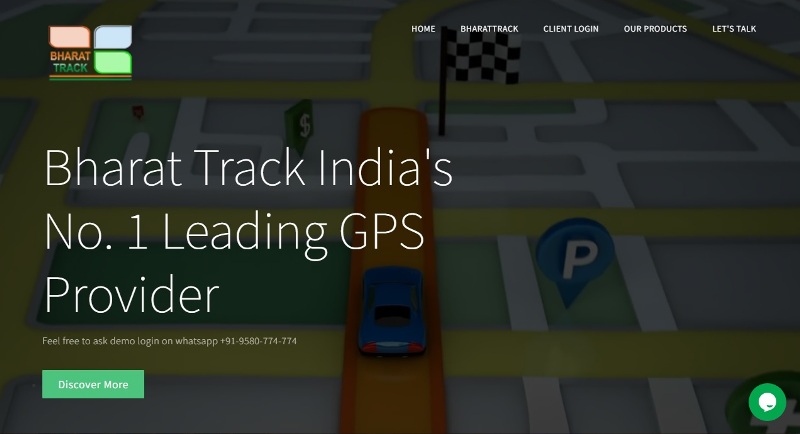 HOME BHARATTRACK CLIENT LOGIN OUR PRODUCTS LET'S TALK
BHARAT
TRACK
$
Bharat Track India's
No. 1 Leading GPS
Provider
P
Feel free to ask demo login on whatsapp +91-9580-774-774
Discover More